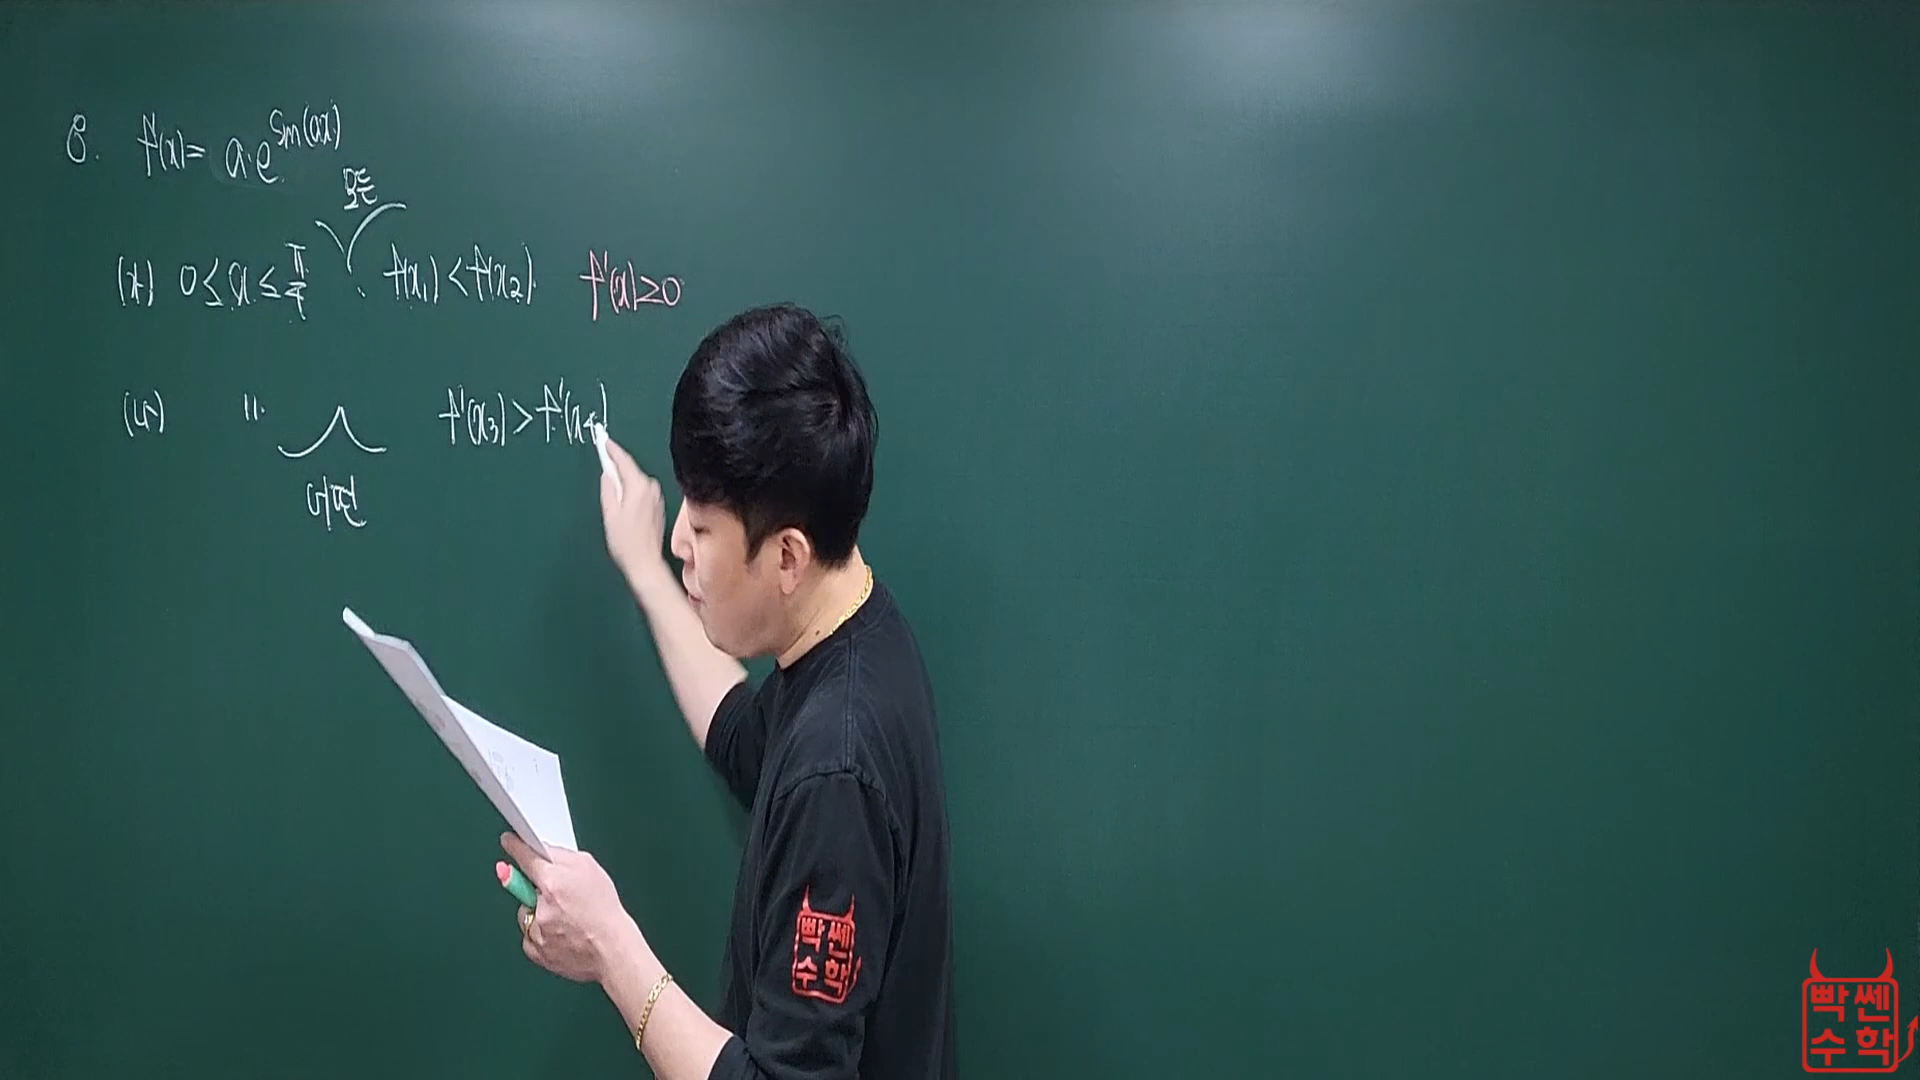 8. f(x)= a·e^sin(ax)
모든
(가) 0≤x≤π/4 f(x₁)<f(x₂) f'(x)≥0
(나) 〃 f'(x₃)>f'(x₄)
어떤
빡쎈
수학
빡쎈
수학